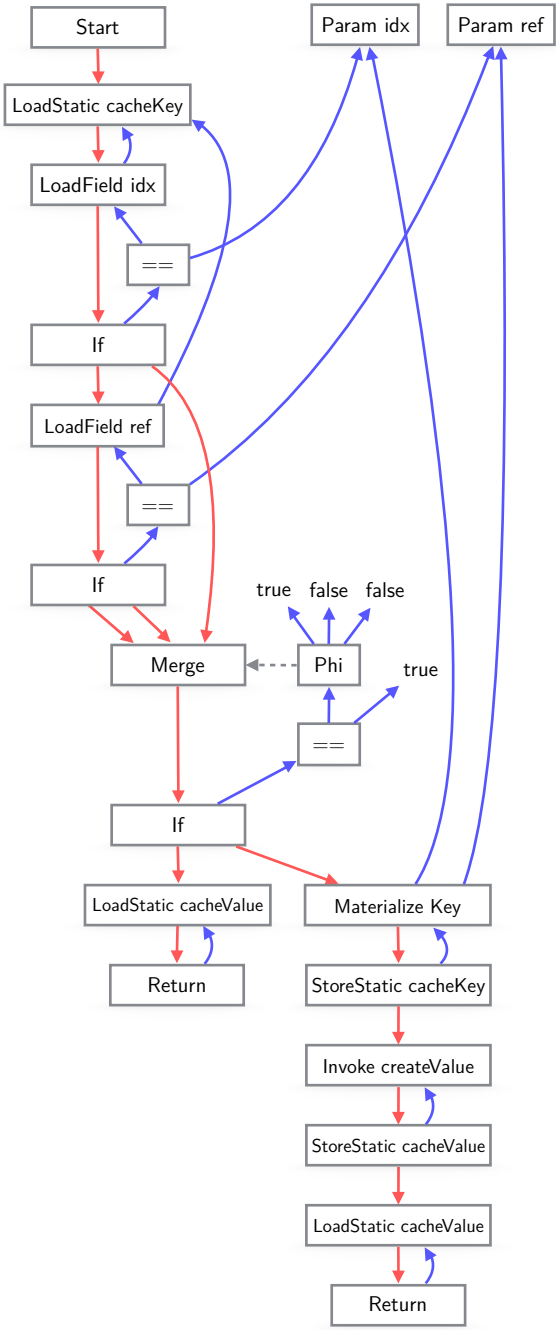 Start
Param idx
Param ref
LoadStatic cacheKey
LoadField idx
==
If
LoadField ref
==
If
true
false
false
Merge
Phi
true
==
If
LoadStatic cacheValue
Materialize Key
Return
StoreStatic cacheKey
Invoke createValue
StoreStatic cacheValue
LoadStatic cacheValue
Return